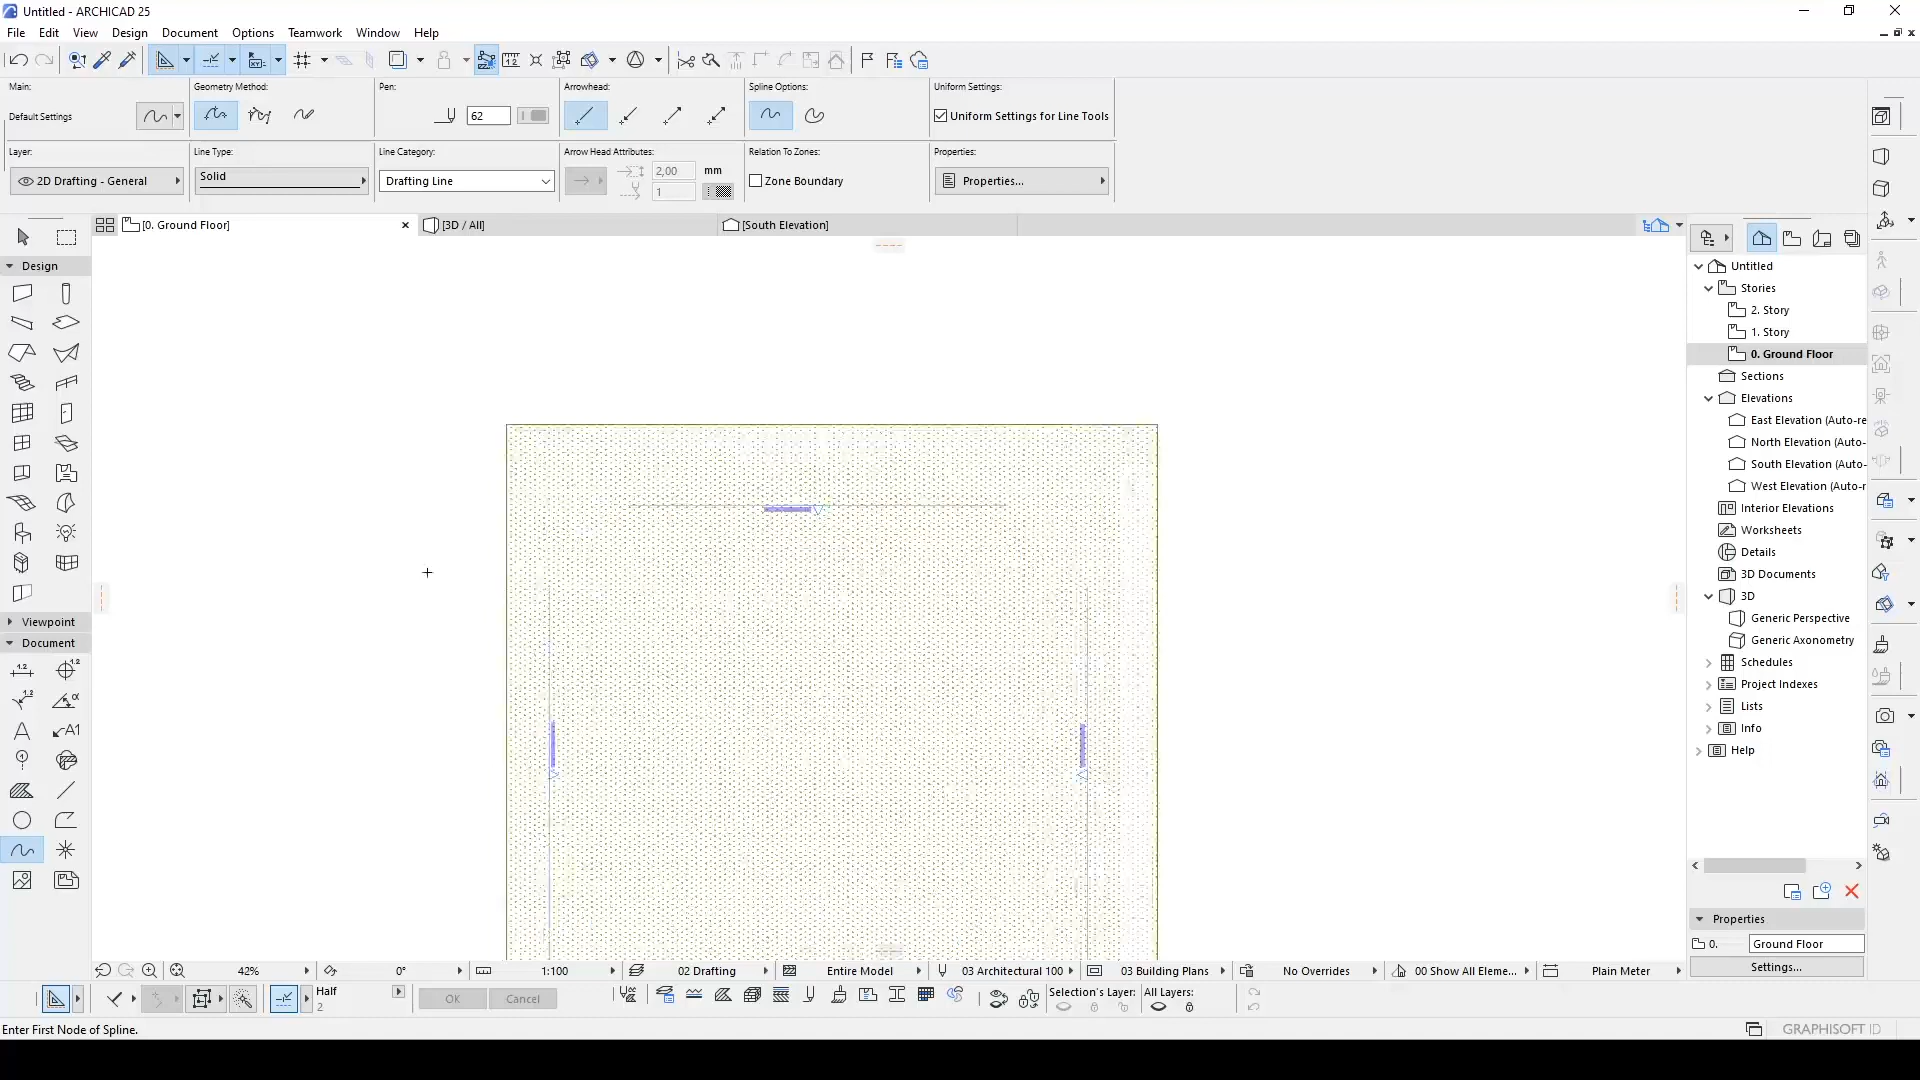 Untitled - ARCHICAD 25
File Edit View Design Document Options Teamwork Window Help
Main:
Default Settings
Geometry Method:
Pen:
62
Arrowhead:
Spline Options:
Uniform Settings:
Uniform Settings for Line Tools
Layer:
2D Drafting - General
Line Type:
Solid
Line Category:
Drafting Line
Arrow Head Attributes:
2,00 mm
1
Relation To Zones:
Zone Boundary
Properties:
Properties...
[0. Ground Floor]
[3D / All]
[South Elevation]
Design
Viewpoint
Document
Untitled
Stories
2. Story
1. Story
0. Ground Floor
Sections
Elevations
East Elevation (Auto-re
North Elevation (Auto-
South Elevation (Auto-
West Elevation (Auto-r
Interior Elevations
Worksheets
Details
3D Documents
3D
Generic Perspective
Generic Axonometry
Schedules
Project Indexes
Lists
Info
Help
Properties
0. Ground Floor
Settings...
42% 0° 1:100 02 Drafting Entire Model 03 Architectural 100 03 Building Plans No Overrides 00 Show All Eleme... Plain Meter
Half
2
OK Cancel
Selection's Layer: All Layers:
Enter First Node of Spline.
GRAPHISOFT ID